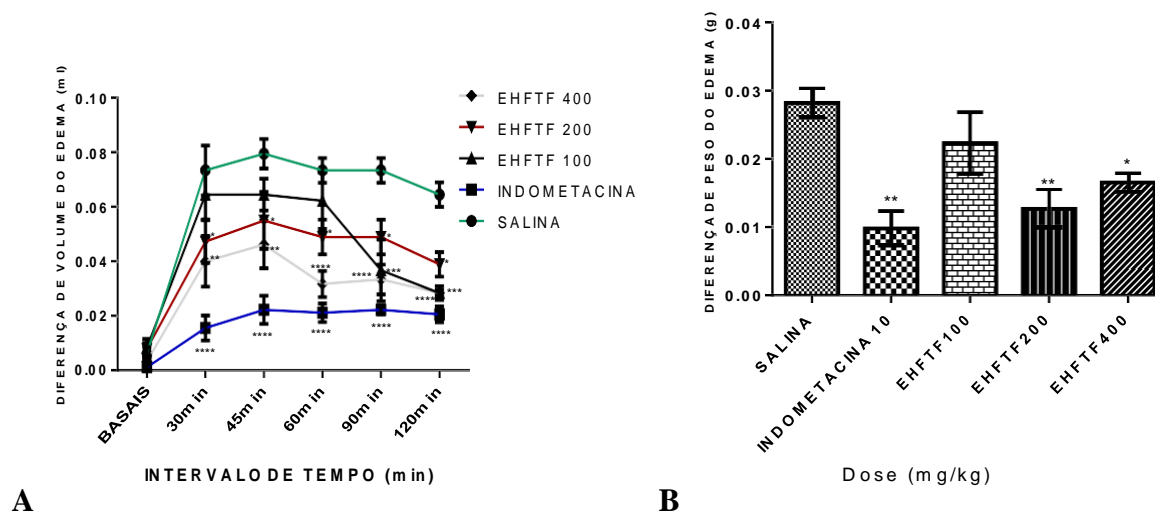 DIFERENÇA DE VOLUME DO EDEMA (ml)
0.10
0.08
0.06
0.04
0.02
0.00
BASAIS
30min
45min
60min
90min
120min
INTERVALO DE TEMPO (min)
EHFTF 400
EHFTF 200
EHFTF 100
INDOMETACINA
SALINA
*
**
****
*
**
****
*
****
****
*
****
***
****
*
****
***
****
A
DIFERENÇA DE PESO DO EDEMA (g)
0.04
0.03
0.02
0.01
0.00
**
**
*
SALINA
INDOMETACINA 10
EHFTF100
EHFTF200
EHFTF400
Dose (mg/kg)
B